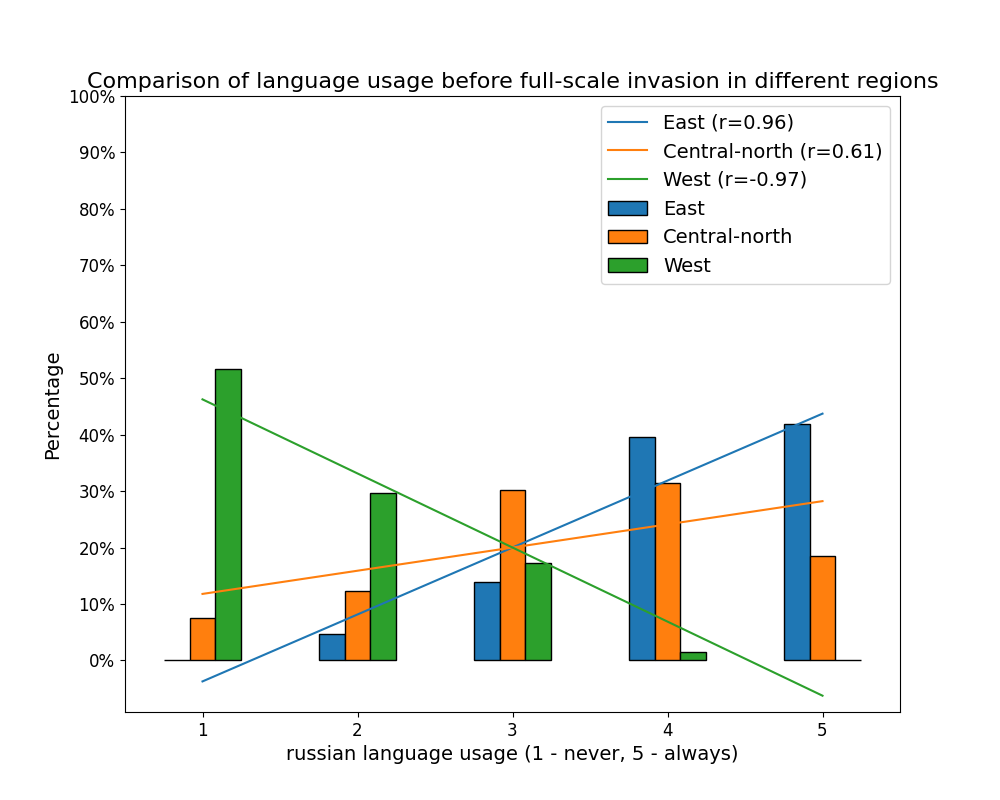 Comparison of language usage before full-scale invasion in different regions
100%
90%
80%
70%
60%
50%
40%
30%
20%
10%
0%
Percentage
East (r=0.96)
Central-north (r=0.61)
West (r=-0.97)
East
Central-north
West
1 2 3 4 5
russian language usage (1 - never, 5 - always)